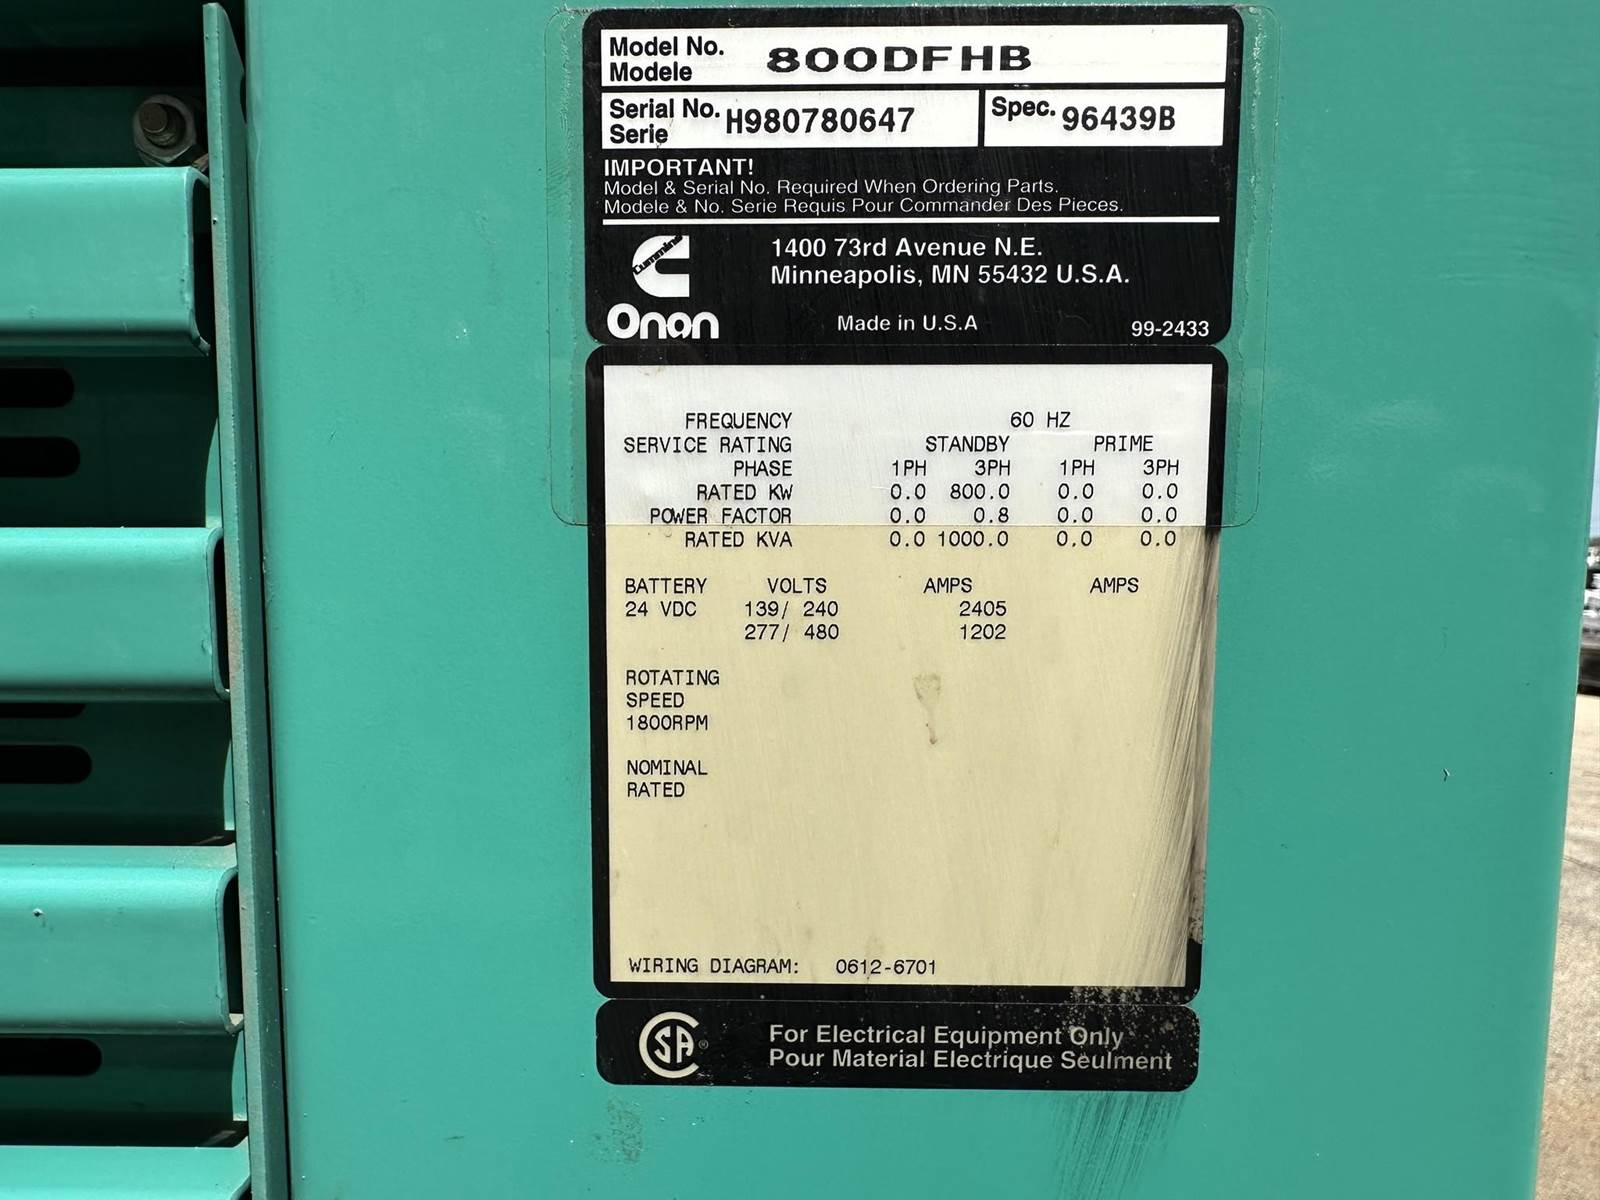 Model No. 800DFHB
Modele
Serial No. H980780647 Spec. 96439B
Serie
IMPORTANT!
Model & Serial No. Required When Ordering Parts.
Modele & No. Serie Requis Pour Commander Des Pieces.
Cummins
Onan
1400 73rd Avenue N.E.
Minneapolis, MN 55432 U.S.A.
Made in U.S.A 99-2433
FREQUENCY 60 HZ
SERVICE RATING STANDBY PRIME
PHASE 1PH 3PH 1PH 3PH
RATED KW 0.0 800.0 0.0 0.0
POWER FACTOR 0.0 0.8 0.0 0.0
RATED KVA 0.0 1000.0 0.0 0.0
BATTERY VOLTS AMPS AMPS
24 VDC 139/ 240 2405
277/ 480 1202
ROTATING
SPEED
1800RPM
NOMINAL
RATED
WIRING DIAGRAM: 0612-6701
CSA®
For Electrical Equipment Only
Pour Material Electrique Seulment